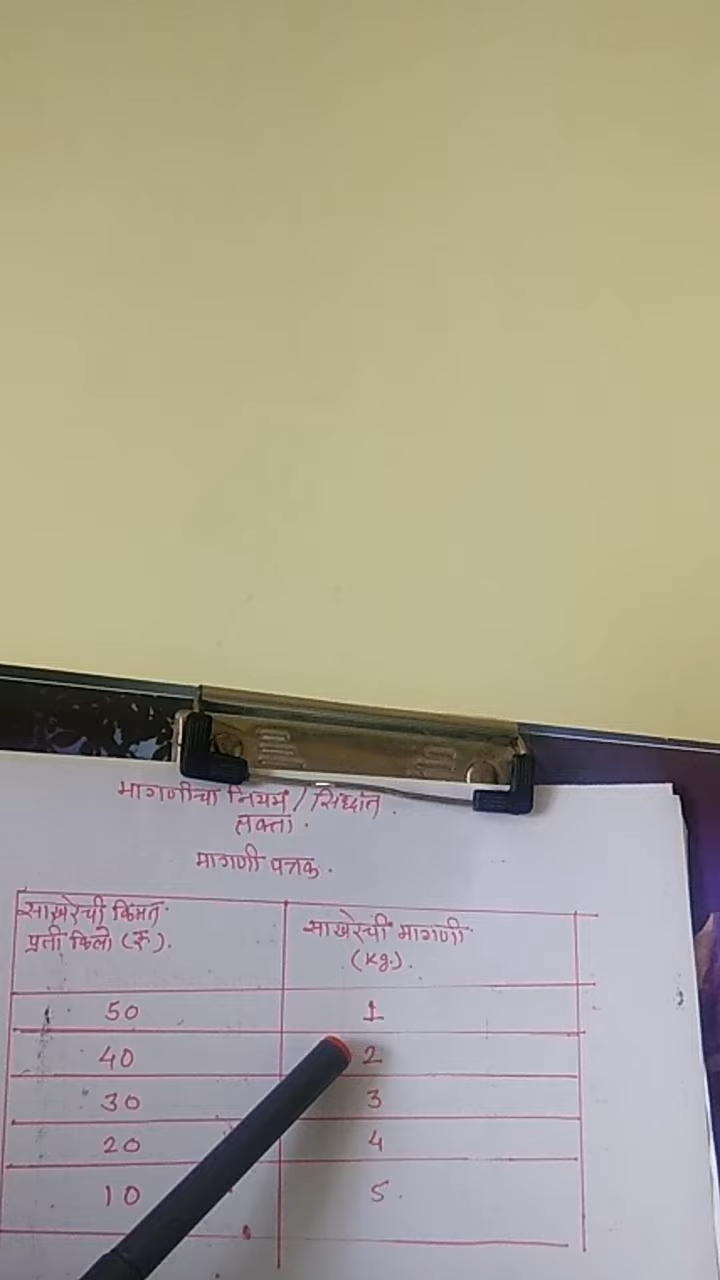 मागणीचा नियम / सिद्धांत.
तक्ता.
मागणी पत्रक.
साखरेची किंमत
प्रती किलो (रु).
साखरेची मागणी
(Kg.).
50 1
40 2
30 3
20 4
10 5.